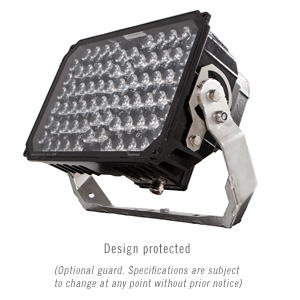 Design protected
(Optional guard. Specifications are subject
to change at any point without prior notice)